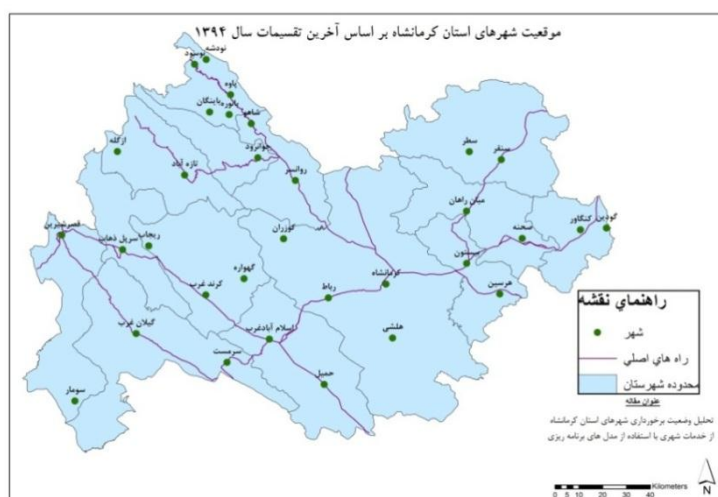 موقعیت شهرهای استان کرمانشاه بر اساس آخرین تقسیمات سال ۱۳۹۴
نودشه
نوسود
پاوه
باینگان
بانوره
شاهو
ازگله
جوانرود
تازه آباد
روانسر
سطر
سنقر
میان راهان
گودین
کنگاور
صحنه
بیستون
قصرشیرین
سرپل ذهاب
ریجاب
گوزران
گهواره
کرند غرب
کرمانشاه
رباط
هرسین
گیلان غرب
اسلام آبادغرب
هلشی
سرمست
حمیل
سومار
راهنمای نقشه
شهر
راه های اصلی
محدوده شهرستان
عنوان مقاله
تحلیل وضعیت برخورداری شهرهای استان کرمانشاه
از خدمات شهری با استفاده از مدل های برنامه ریزی
Kilometers
0 5 10 20 30 40
N